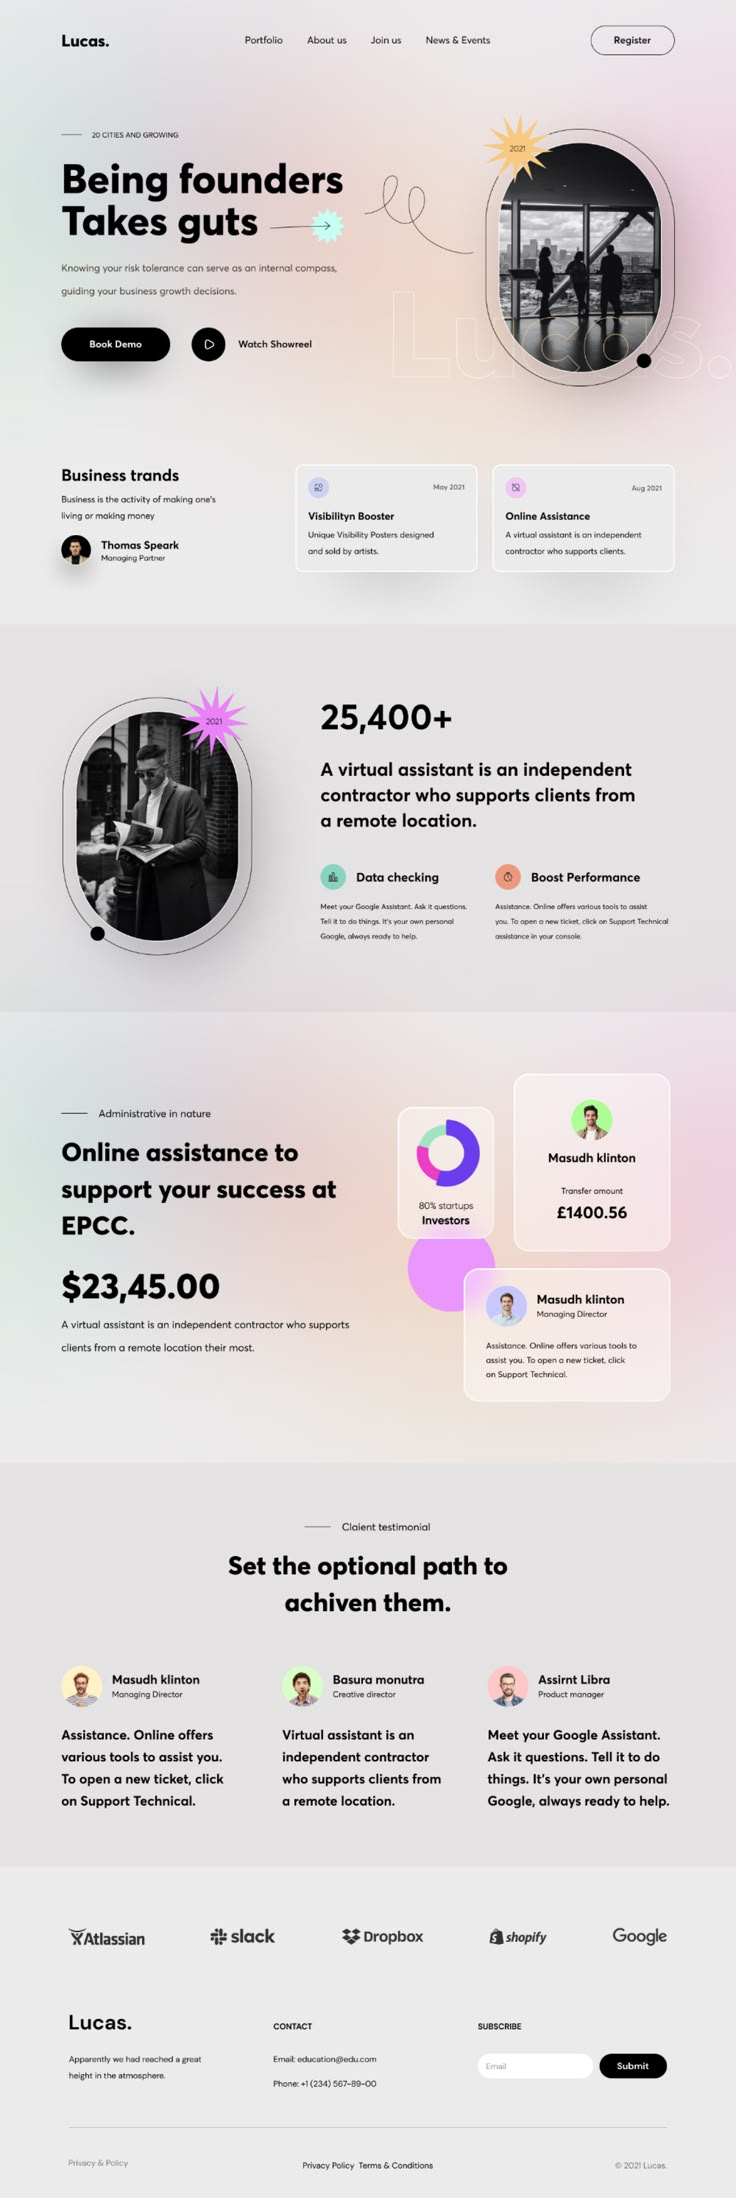 Lucas.
Portfolio
About us
Join us
News & Events
Register
20 CITIES AND GROWING
Being founders
Takes guts
Knowing your risk tolerance can serve as an internal compass,
guiding your business growth decisions.
Book Demo
Watch Showreel
2021
Lucas.
Business trands
Business is the activity of making one's
living or making money
Thomas Speark
Managing Partner
May 2021
Visibilityn Booster
Unique Visibility Posters designed
and sold by artists.
Aug 2021
Online Assistance
A virtual assistant is an independent
contractor who supports clients.
2021
25,400+
A virtual assistant is an independent
contractor who supports clients from
a remote location.
Data checking
Meet your Google Assistant. Ask it questions.
Tell it to do things. It's your own personal
Google, always ready to help.
Boost Performance
Assistance. Online offers various tools to assist
you. To open a new ticket, click on Support Technical
assistance in your console.
Administrative in nature
Online assistance to
support your success at
EPCC.
$23,45.00
A virtual assistant is an independent contractor who supports
clients from a remote location their most.
80% startups
Investors
Masudh klinton
Transfer amount
£1400.56
Masudh klinton
Managing Director
Assistance. Online offers various tools to
assist you. To open a new ticket, click
on Support Technical.
Claient testimonial
Set the optional path to
achiven them.
Masudh klinton
Managing Director
Assistance. Online offers
various tools to assist you.
To open a new ticket, click
on Support Technical.
Basura monutra
Creative director
Virtual assistant is an
independent contractor
who supports clients from
a remote location.
Assirnt Libra
Product manager
Meet your Google Assistant.
Ask it questions. Tell it to do
things. It's your own personal
Google, always ready to help.
Atlassian
slack
Dropbox
shopify
Google
Lucas.
Apparently we had reached a great
height in the atmosphere.
CONTACT
Email: education@edu.com
Phone: +1 (234) 567-89-00
SUBSCRIBE
Email
Submit
Privacy & Policy
Privacy Policy Terms & Conditions
© 2021 Lucas.